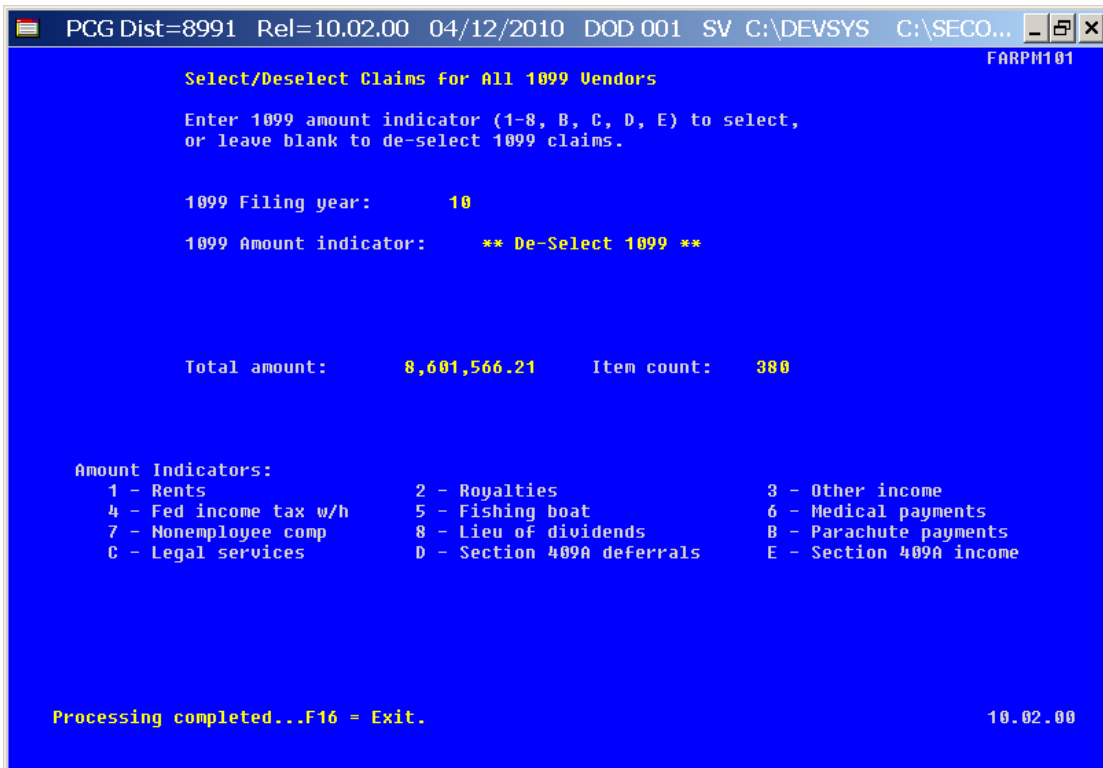 PCG Dist=8991 Rel=10.02.00 04/12/2010 DOD 001 SV C:\DEVSYS C:\SECO...
FARPM101
Select/Deselect Claims for All 1099 Vendors
Enter 1099 amount indicator (1-8, B, C, D, E) to select,
or leave blank to de-select 1099 claims.
1099 Filing year: 10
1099 Amount indicator: ** De-Select 1099 **
Total amount: 8,601,566.21 Item count: 380
Amount Indicators:
1 - Rents 2 - Royalties 3 - Other income
4 - Fed income tax w/h 5 - Fishing boat 6 - Medical payments
7 - Nonemployee comp 8 - Lieu of dividends B - Parachute payments
C - Legal services D - Section 409A deferrals E - Section 409A income
Processing completed...F16 = Exit. 10.02.00